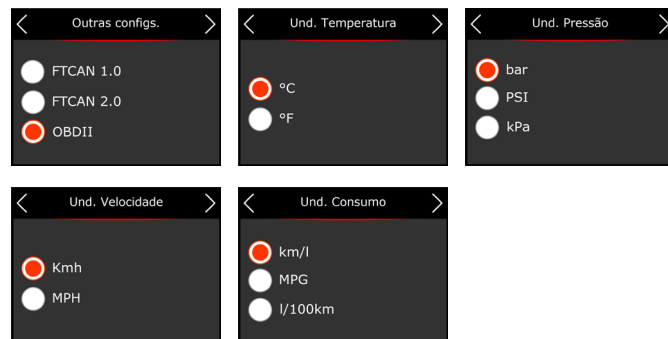 Outras configs.
FTCAN 1.0
FTCAN 2.0
OBDII
Und. Temperatura
°C
°F
Und. Pressão
bar
PSI
kPa
Und. Velocidade
Kmh
MPH
Und. Consumo
km/l
MPG
l/100km